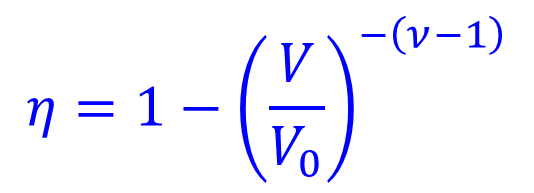 η = 1 − (V/V₀)^−(ν−1)